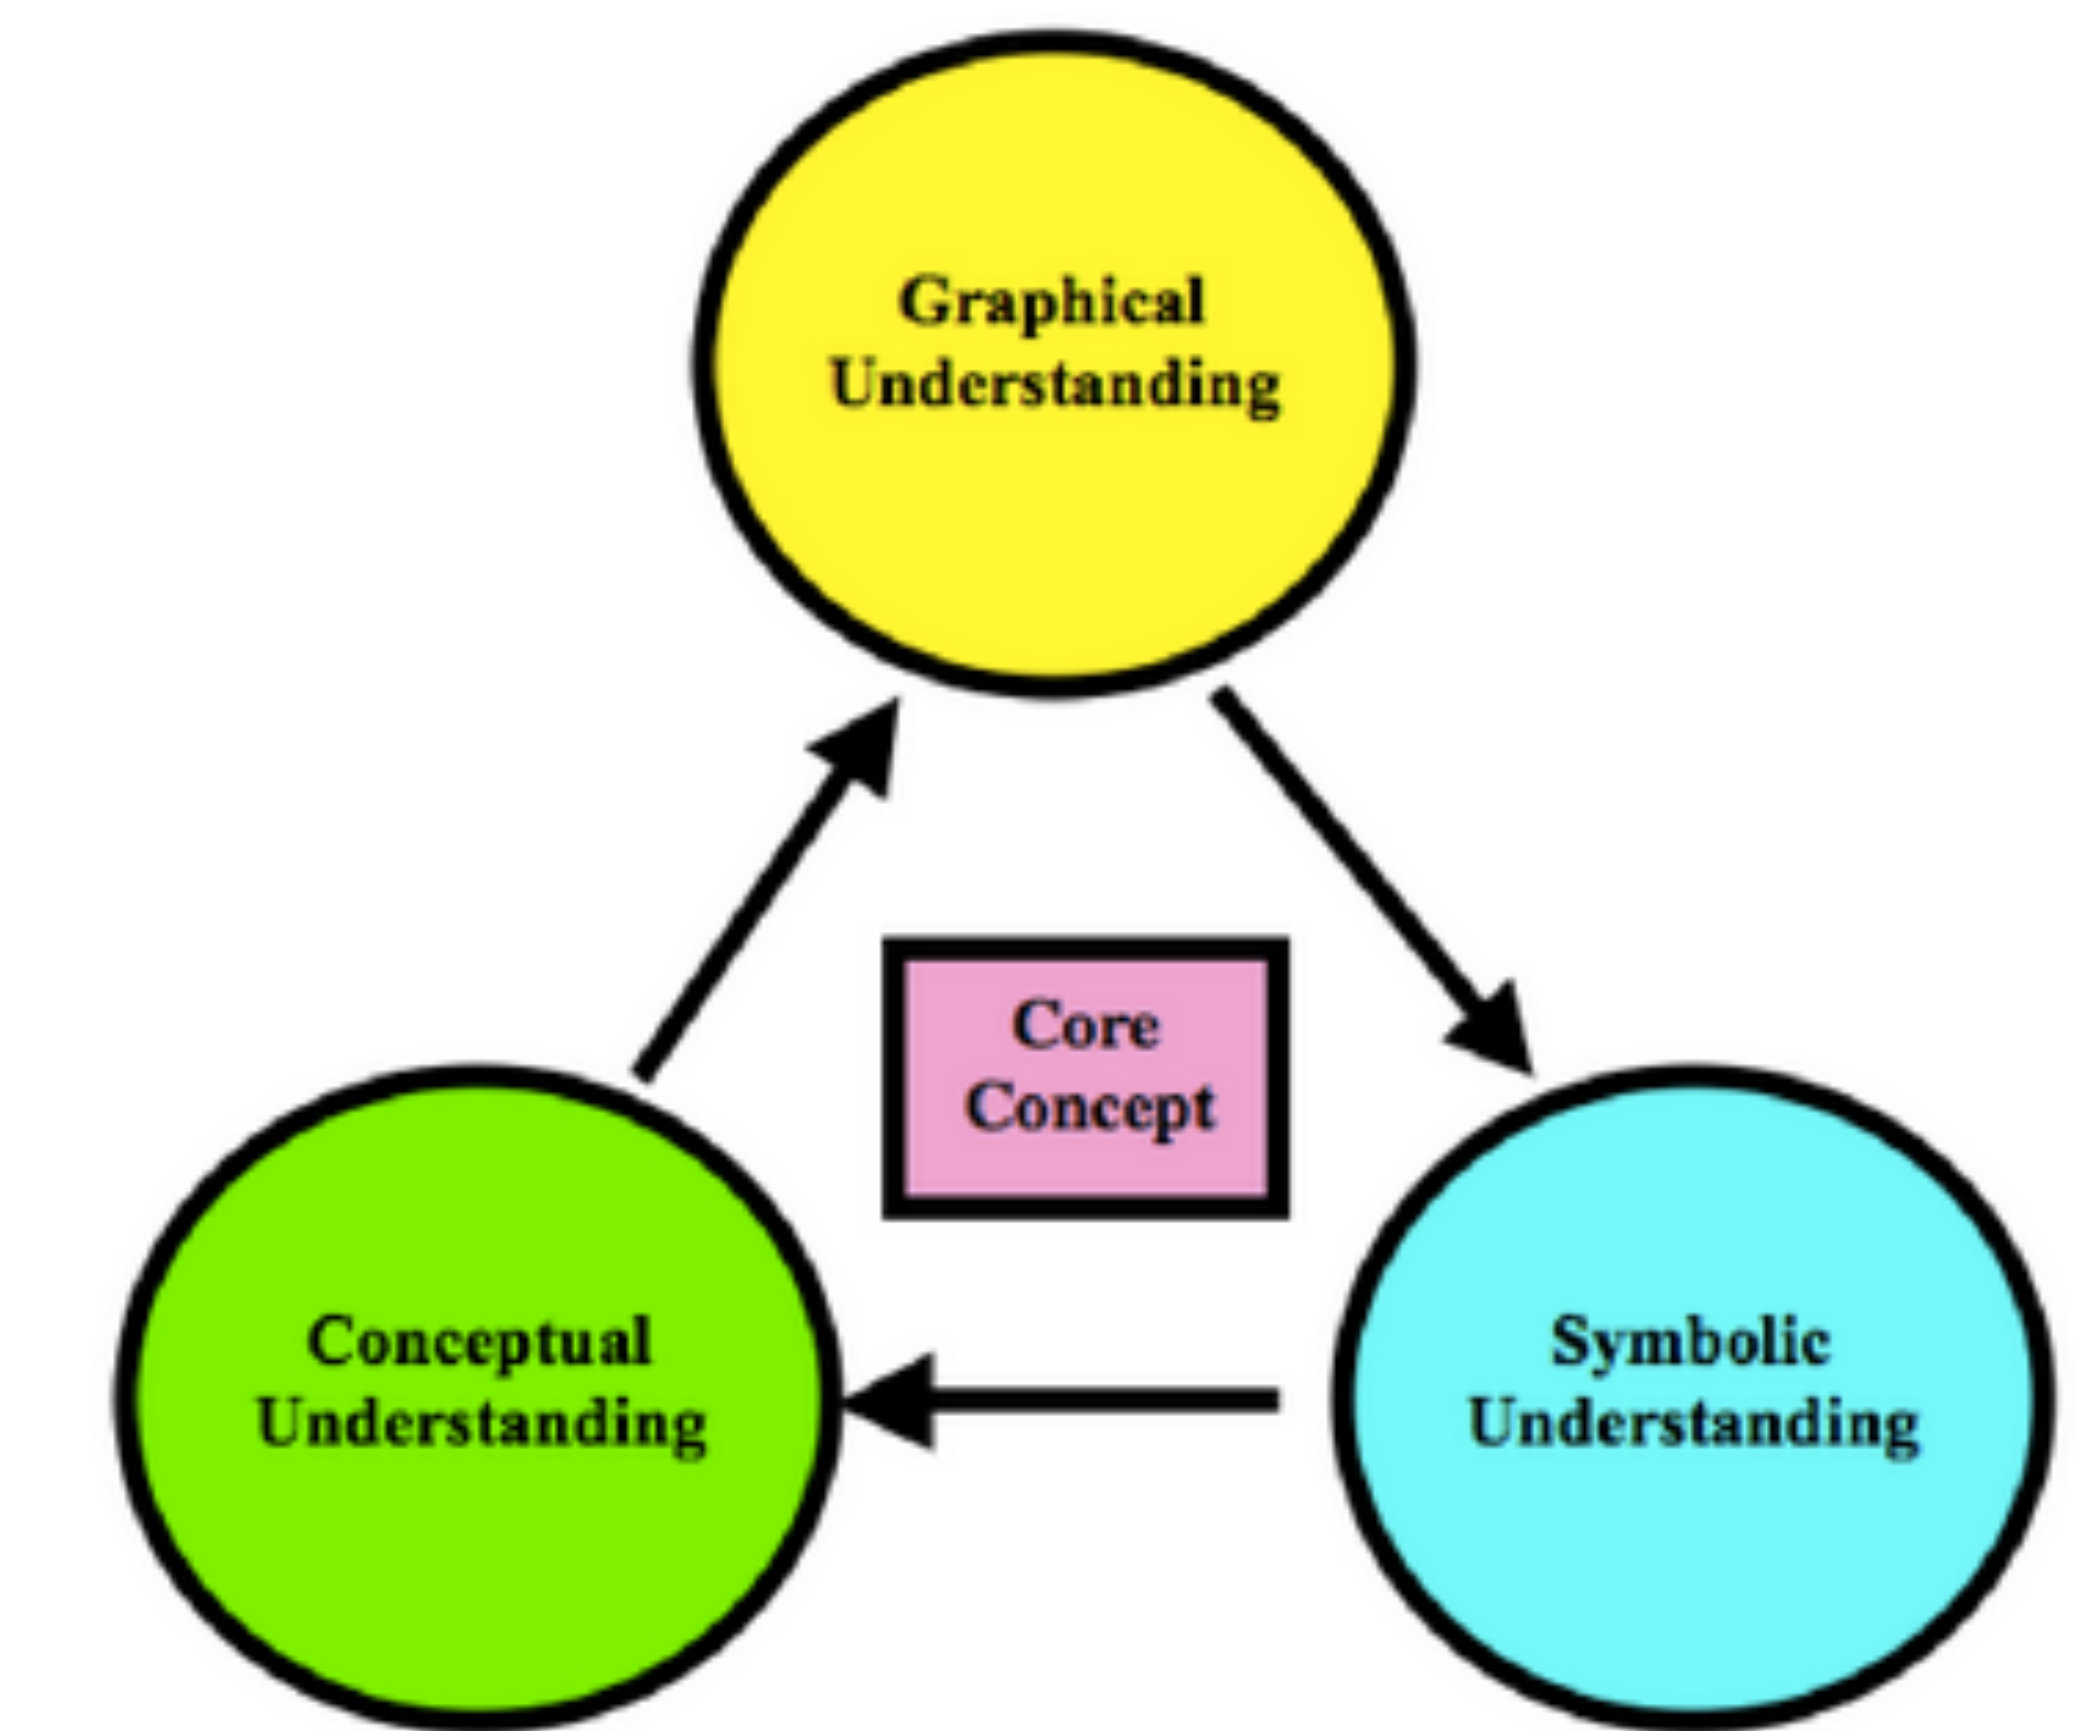 Graphical
Understanding
Core
Concept
Conceptual
Understanding
Symbolic
Understanding